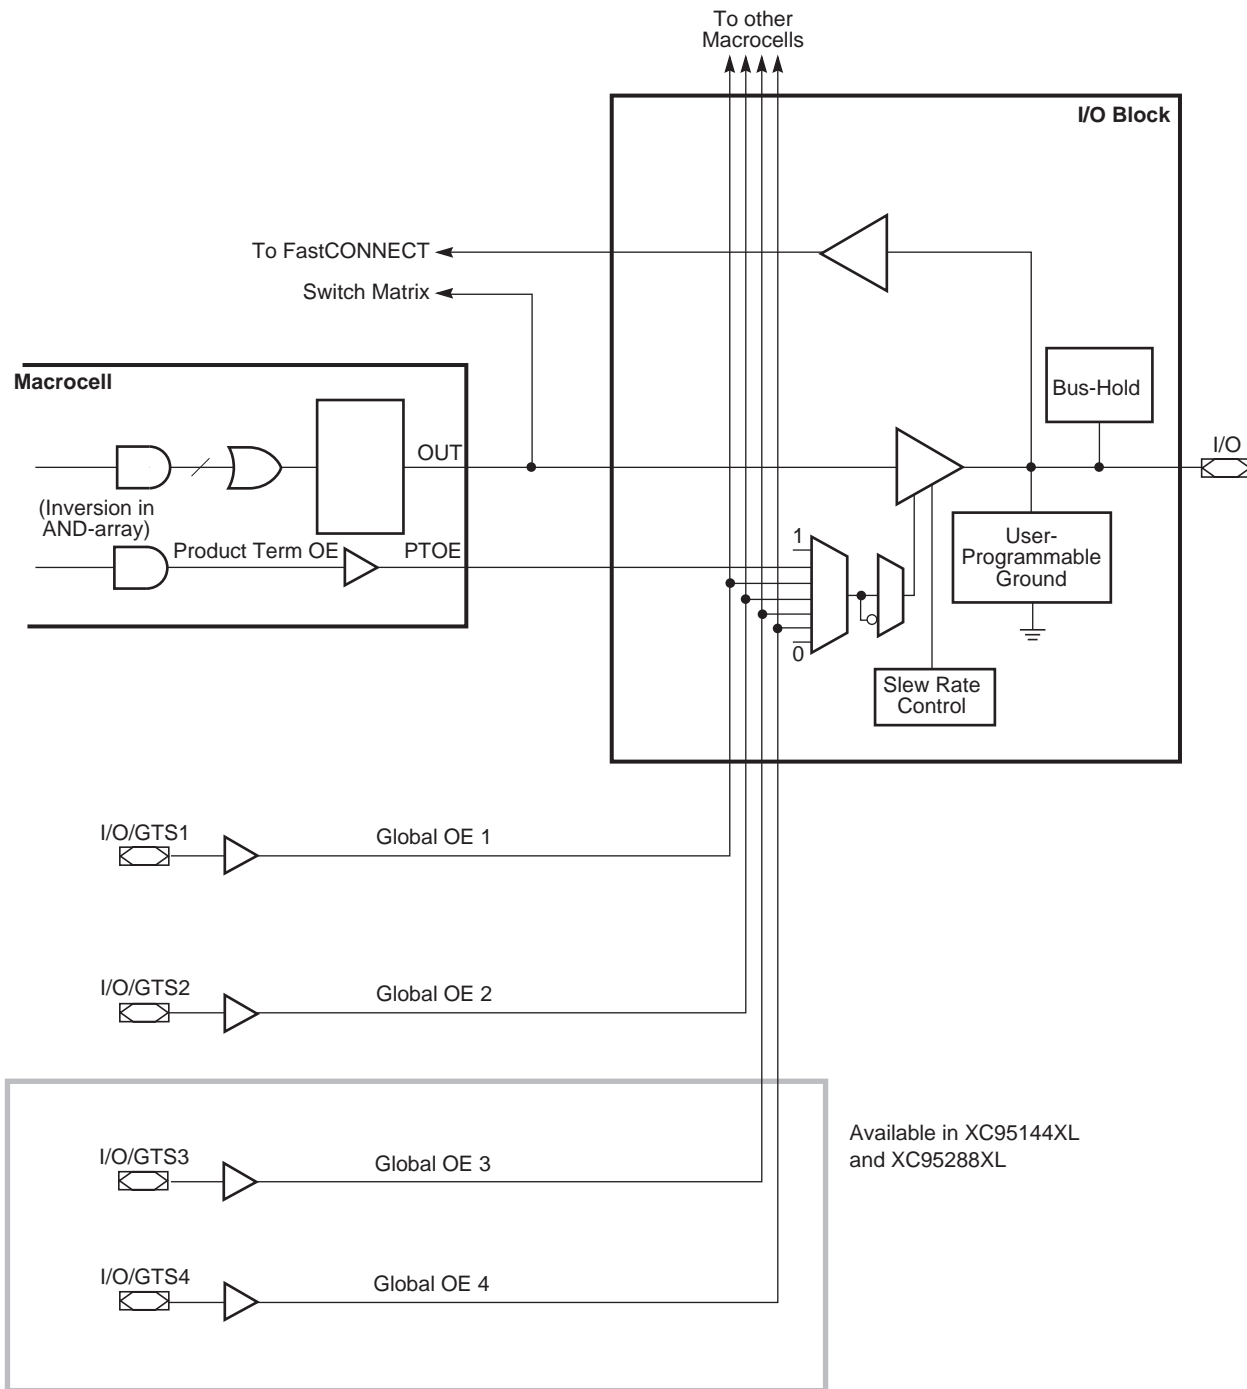 To other
Macrocells
I/O Block
To FastCONNECT
Switch Matrix
Macrocell
Bus-Hold
OUT
I/O
(Inversion in
AND-array)
Product Term OE
PTOE
1
User-
Programmable
Ground
0
Slew Rate
Control
I/O/GTS1
Global OE 1
I/O/GTS2
Global OE 2
Available in XC95144XL
and XC95288XL
I/O/GTS3
Global OE 3
I/O/GTS4
Global OE 4